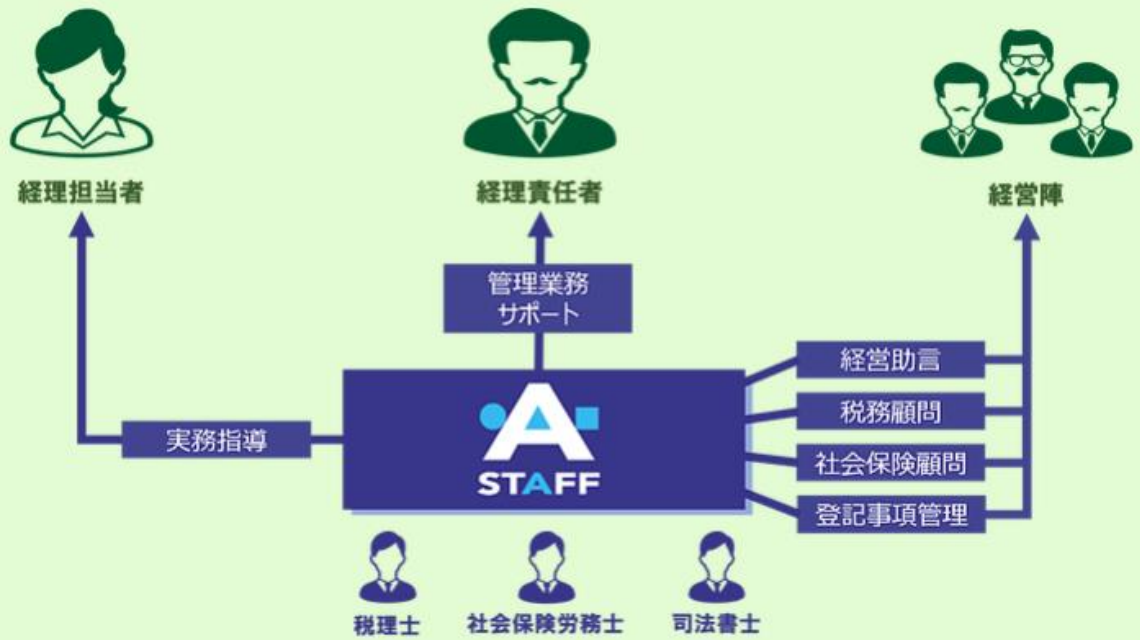 経理担当者
経理責任者
経営陣
管理業務
サポート
経営助言
税務顧問
実務指導
社会保険顧問
登記事項管理
A
STAFF
税理士
社会保険労務士
司法書士